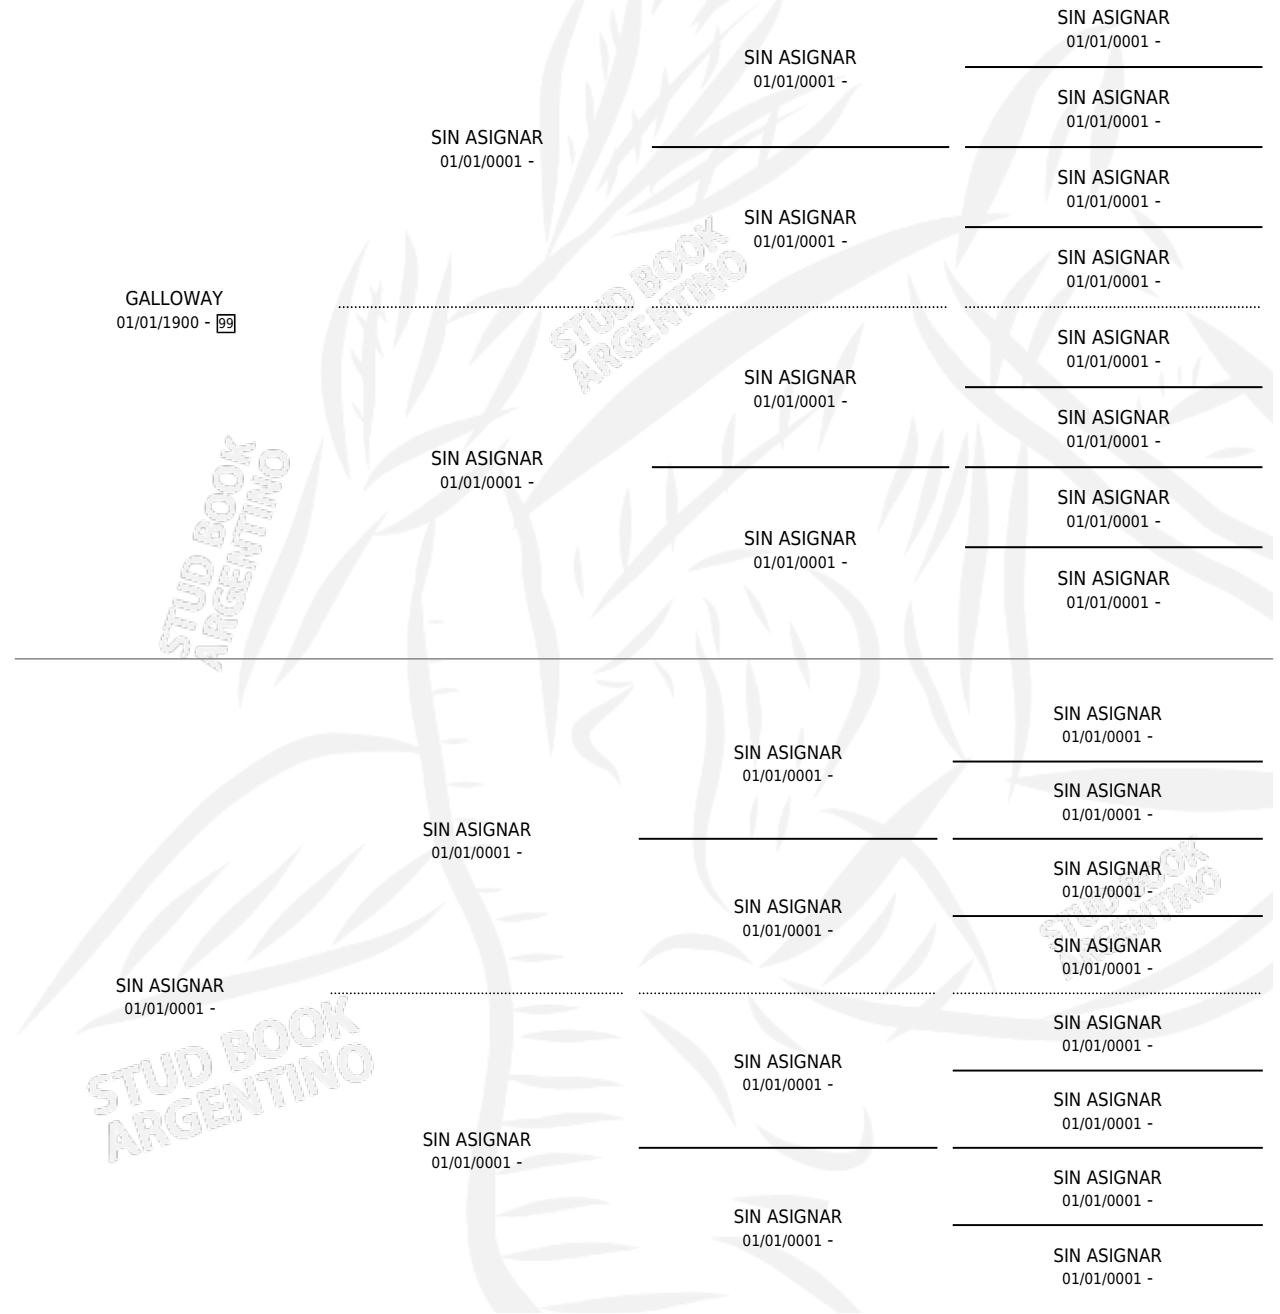 SIN ASIGNAR
01/01/0001 -
SIN ASIGNAR
01/01/0001 -
SIN ASIGNAR
01/01/0001 -
SIN ASIGNAR
01/01/0001 -
SIN ASIGNAR
01/01/0001 -
SIN ASIGNAR
01/01/0001 -
SIN ASIGNAR
01/01/0001 -
STUD BOOK
ARGENTINO
GALLOWAY
01/01/1900 - 99
SIN ASIGNAR
01/01/0001 -
SIN ASIGNAR
01/01/0001 -
SIN ASIGNAR
01/01/0001 -
SIN ASIGNAR
01/01/0001 -
STUD BOOK
ARGENTINO
SIN ASIGNAR
01/01/0001 -
SIN ASIGNAR
01/01/0001 -
SIN ASIGNAR
01/01/0001 -
SIN ASIGNAR
01/01/0001 -
SIN ASIGNAR
01/01/0001 -
SIN ASIGNAR
01/01/0001 -
SIN ASIGNAR
01/01/0001 -
SIN ASIGNAR
01/01/0001 -
STUD BOOK
ARGENTINO
SIN ASIGNAR
01/01/0001 -
SIN ASIGNAR
01/01/0001 -
SIN ASIGNAR
01/01/0001 -
SIN ASIGNAR
01/01/0001 -
STUD BOOK
ARGENTINO
SIN ASIGNAR
01/01/0001 -
SIN ASIGNAR
01/01/0001 -
SIN ASIGNAR
01/01/0001 -
SIN ASIGNAR
01/01/0001 -
SIN ASIGNAR
01/01/0001 -
SIN ASIGNAR
01/01/0001 -
SIN ASIGNAR
01/01/0001 -